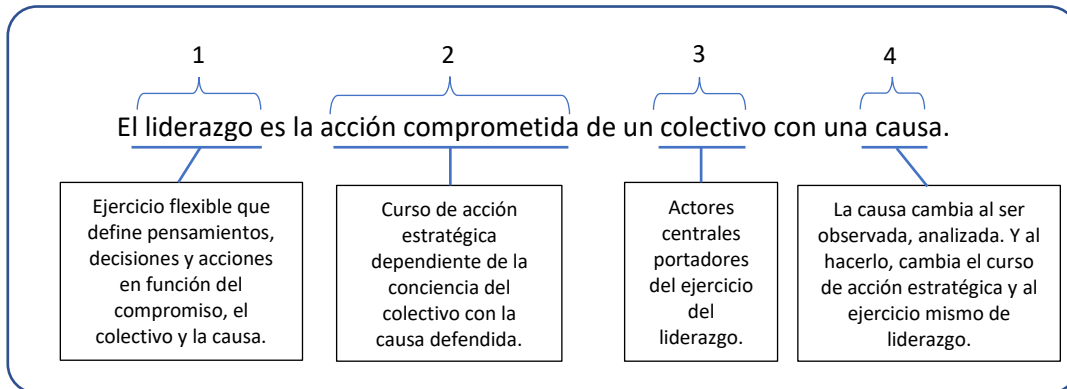 1
2
3
4
El liderazgo es la acción comprometida de un colectivo con una causa.
Ejercicio flexible que
define pensamientos,
decisiones y acciones
en función del
compromiso, el
colectivo y la causa.
Curso de acción
estratégica
dependiente de la
conciencia del
colectivo con la
causa defendida.
Actores
centrales
portadores
del ejercicio
del
liderazgo.
La causa cambia al ser
observada, analizada. Y al
hacerlo, cambia el curso
de acción estratégica y al
ejercicio mismo de
liderazgo.